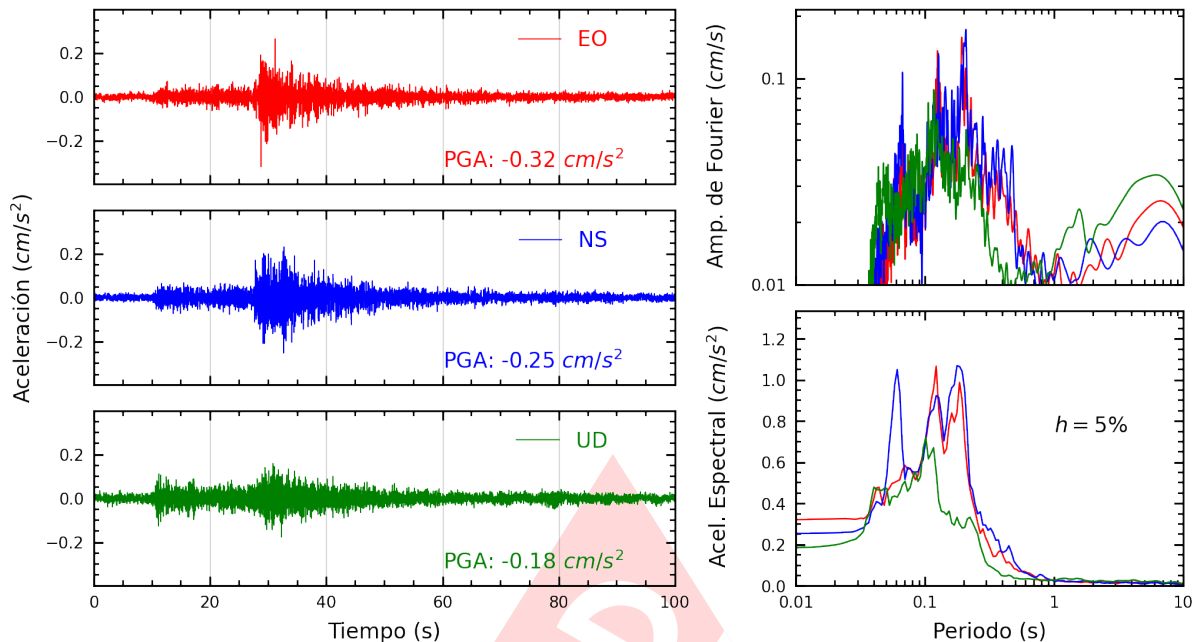 Aceleración (cm/s²)
0.2
0.0
−0.2
EO
PGA: -0.32 cm/s²
0.2
0.0
−0.2
NS
PGA: -0.25 cm/s²
0.2
0.0
−0.2
UD
PGA: -0.18 cm/s²
0 20 40 60 80 100
Tiempo (s)
Amp. de Fourier (cm/s)
0.1
0.01
Acel. Espectral (cm/s²)
1.2
1.0
0.8
0.6
0.4
0.2
0.0
h = 5%
0.01 0.1 1 10
Periodo (s)